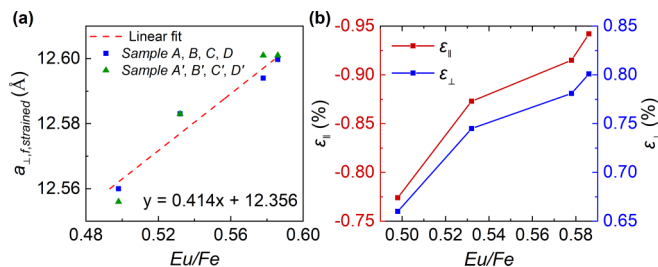 (a)
Linear fit
Sample A, B, C, D
Sample A', B', C', D'
12.60
12.58
12.56
a⊥,f,strained (Å)
y = 0.414x + 12.356
0.48
0.52
0.56
0.60
Eu/Fe
(b)
ε∥
ε⊥
-0.95
-0.90
-0.85
-0.80
-0.75
ε∥ (%)
0.85
0.80
0.75
0.70
0.65
ε⊥ (%)
0.50
0.52
0.54
0.56
0.58
Eu/Fe